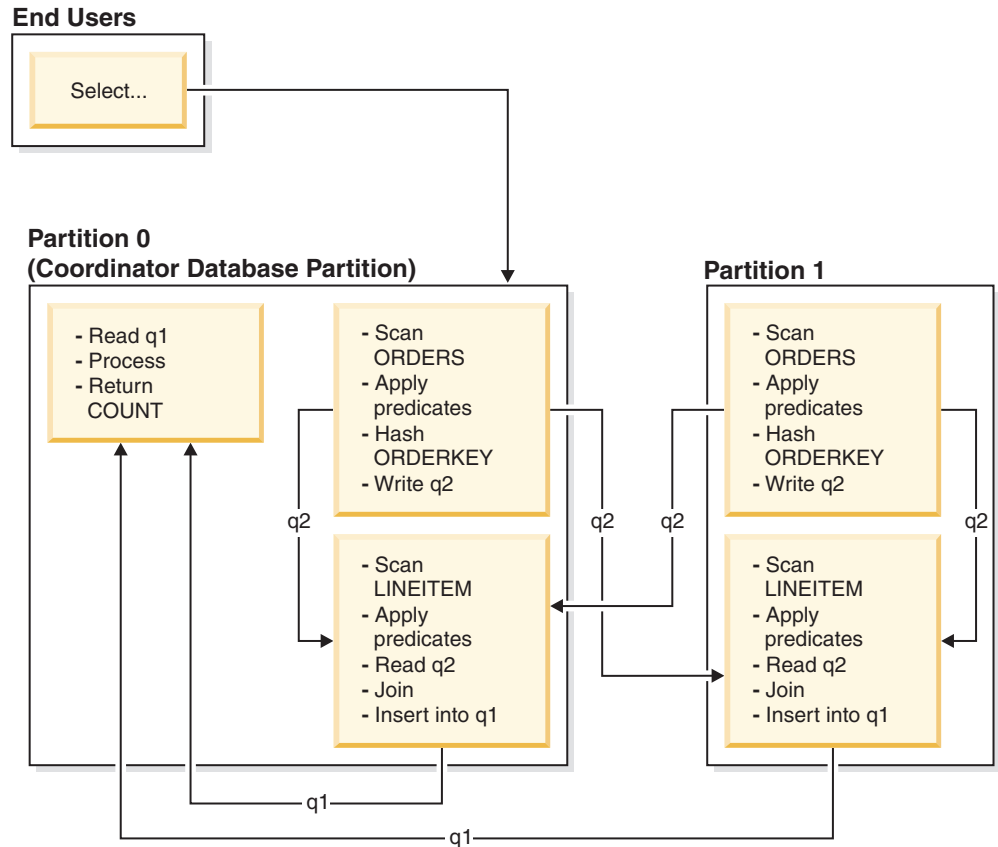 End Users
Select...
Partition 0
(Coordinator Database Partition)
- Read q1
- Process
- Return
COUNT
- Scan
ORDERS
- Apply
predicates
- Hash
ORDERKEY
- Write q2
q2
q2
- Scan
LINEITEM
- Apply
predicates
- Read q2
- Join
- Insert into q1
Partition 1
- Scan
ORDERS
- Apply
predicates
- Hash
ORDERKEY
- Write q2
q2
q2
- Scan
LINEITEM
- Apply
predicates
- Read q2
- Join
- Insert into q1
q1
q1